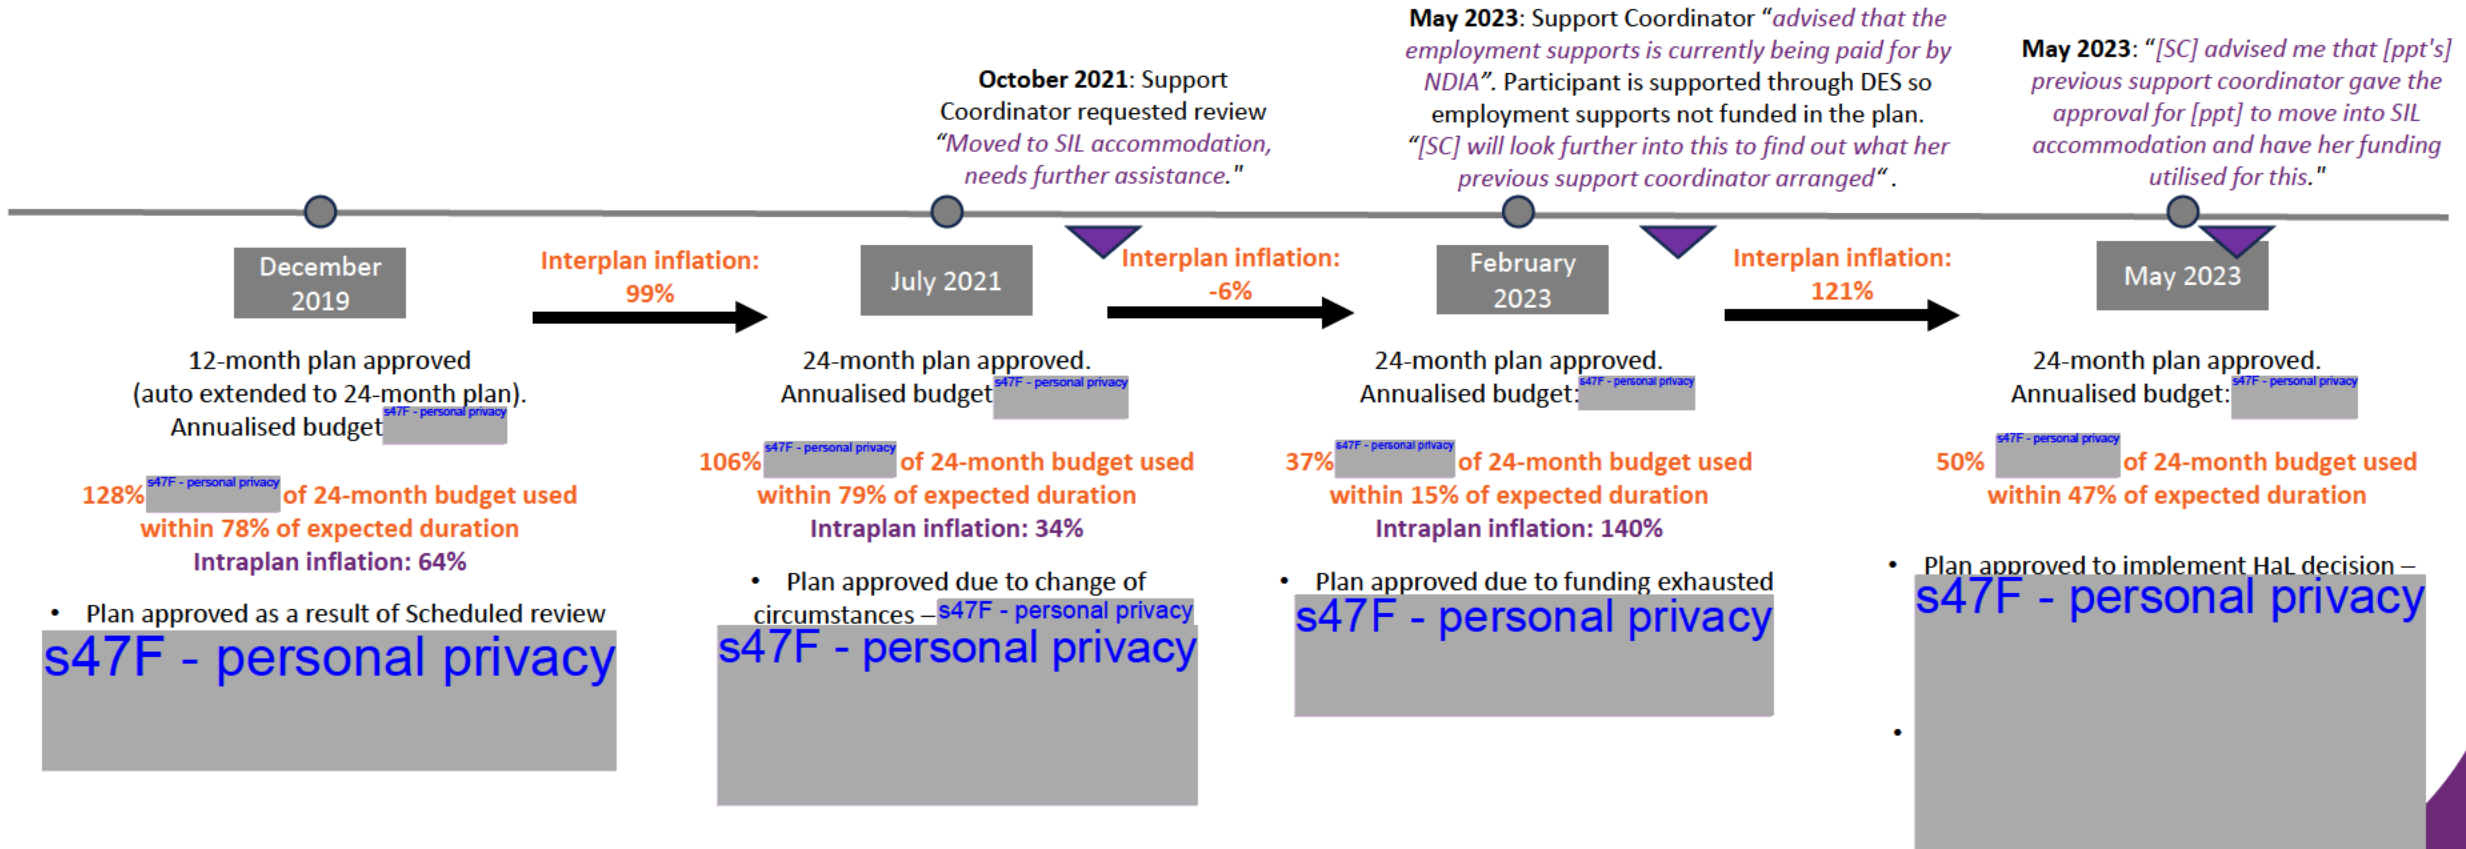 October 2021: Support
Coordinator requested review
“Moved to SIL accommodation,
needs further assistance."
May 2023: Support Coordinator “advised that the
employment supports is currently being paid for by
NDIA”. Participant is supported through DES so
employment supports not funded in the plan.
“[SC] will look further into this to find out what her
previous support coordinator arranged“ .
May 2023: “[SC] advised me that [ppt's]
previous support coordinator gave the
approval for [ppt] to move into SIL
accommodation and have her funding
utilised for this."
December
2019
Interplan inflation:
99%
July 2021
Interplan inflation:
-6%
February
2023
Interplan inflation:
121%
May 2023
12-month plan approved
(auto extended to 24-month plan).
Annualised budget s47F - personal privacy
128% s47F - personal privacy of 24-month budget used
within 78% of expected duration
Intraplan inflation: 64%
• Plan approved as a result of Scheduled review
s47F - personal privacy
24-month plan approved.
Annualised budget s47F - personal privacy
106% s47F - personal privacy of 24-month budget used
within 79% of expected duration
Intraplan inflation: 34%
• Plan approved due to change of
circumstances – s47F - personal privacy
s47F - personal privacy
24-month plan approved.
Annualised budget: s47F - personal privacy
37% s47F - personal privacy of 24-month budget used
within 15% of expected duration
Intraplan inflation: 140%
• Plan approved due to funding exhausted
s47F - personal privacy
24-month plan approved.
Annualised budget: s47F - personal privacy
50% s47F - personal privacy of 24-month budget used
within 47% of expected duration
• Plan approved to implement HaL decision –
s47F - personal privacy
•